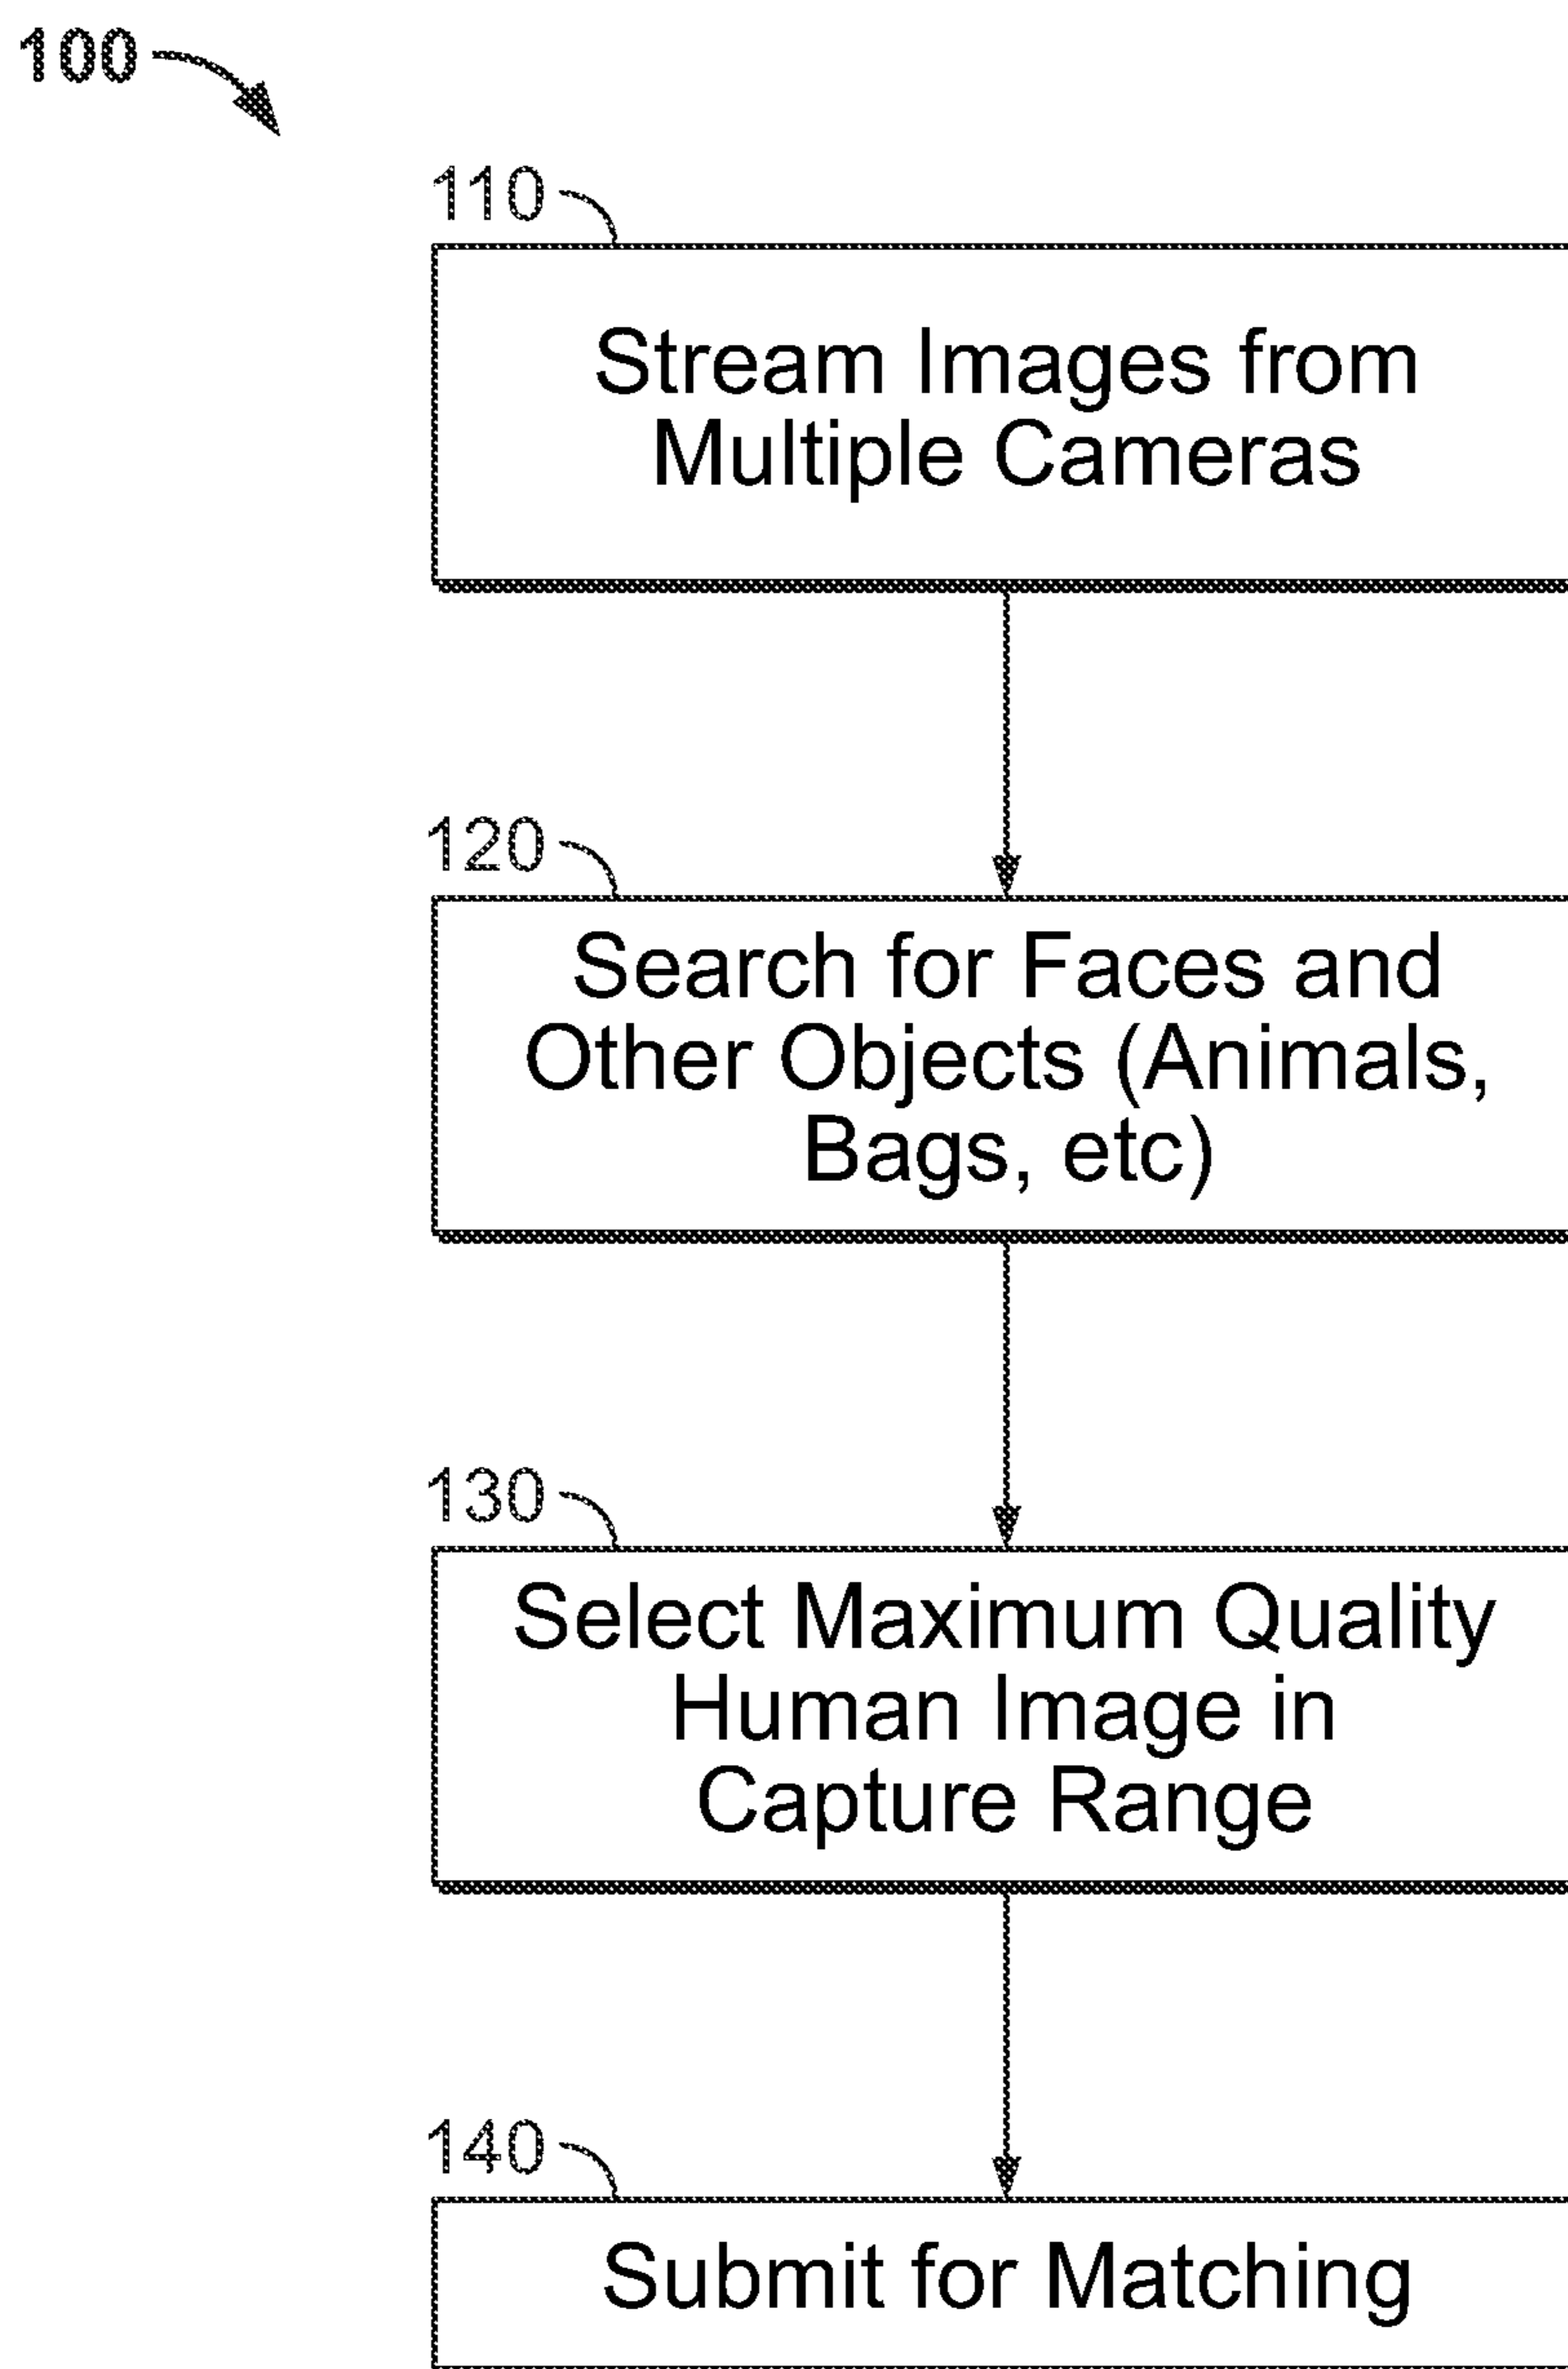 100
110
Stream Images from
Multiple Cameras
120
Search for Faces and
Other Objects (Animals,
Bags, etc)
130
Select Maximum Quality
Human Image in
Capture Range
140
Submit for Matching